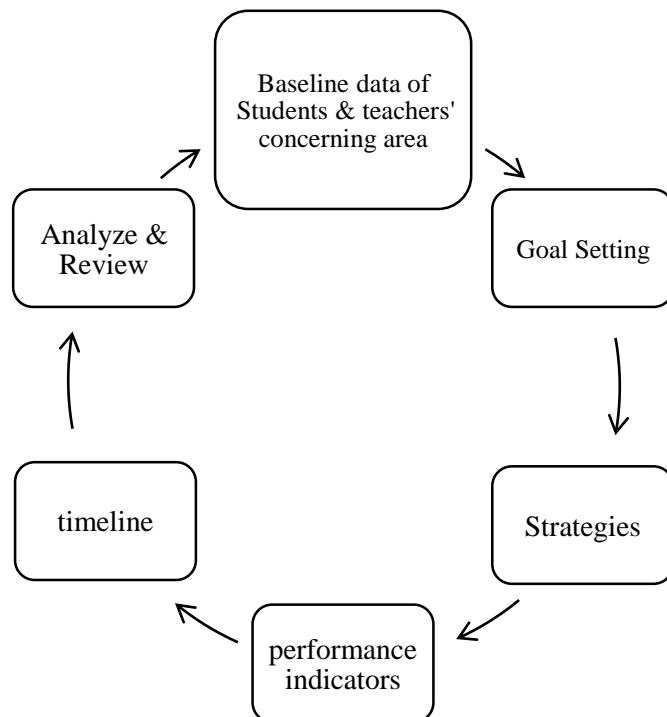 Baseline data of
Students & teachers'
concerning area
Goal Setting
Strategies
performance
indicators
timeline
Analyze &
Review